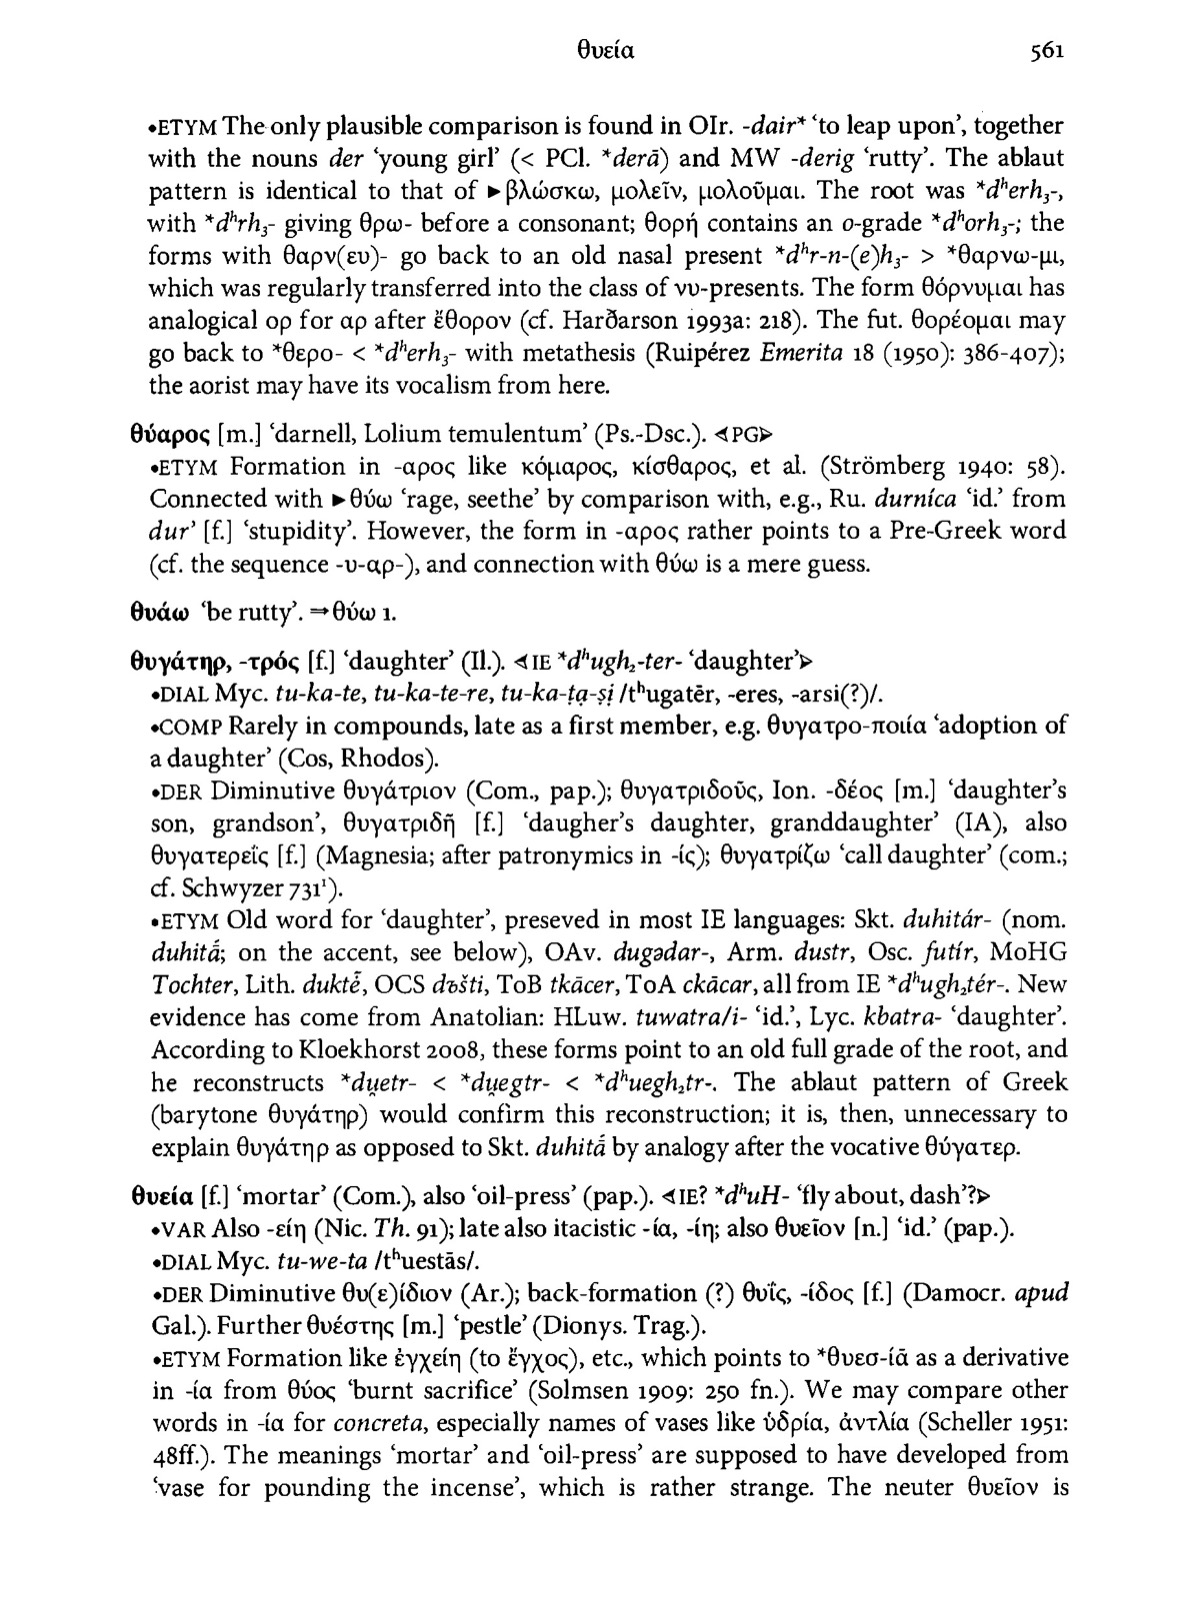 θυεία 561
•ETYM The only plausible comparison is found in OIr. -dair* ‘to leap upon’, together
with the nouns der ‘young girl’ (< PCl. *derā) and MW -derig ‘rutty’. The ablaut
pattern is identical to that of ►βλώσκω, μολεῖν, μολοῦμαι. The root was *dʰerh₃-,
with *dʰrh₃- giving θρω- before a consonant; θορή contains an o-grade *dʰorh₃-; the
forms with θαρν(ευ)- go back to an old nasal present *dʰr-n-(e)h₃- > *θαρνω-μι,
which was regularly transferred into the class of νυ-presents. The form θόρνυμαι has
analogical ορ for αρ after ἔθορον (cf. Harðarson 1993a: 218). The fut. θορέομαι may
go back to *θερο- < *dʰerh₃- with metathesis (Ruipérez Emerita 18 (1950): 386-407);
the aorist may have its vocalism from here.
θύαρος [m.] ‘darnell, Lolium temulentum’ (Ps.-Dsc.). ⊲PG⊳
•ETYM Formation in -αρος like κόμαρος, κίσθαρος, et al. (Strömberg 1940: 58).
Connected with ►θύω ‘rage, seethe’ by comparison with, e.g., Ru. durníca ‘id.’ from
dur’ [f.] ‘stupidity’. However, the form in -αρος rather points to a Pre-Greek word
(cf. the sequence -υ-αρ-), and connection with θύω is a mere guess.
θυάω ‘be rutty’. ⇒θύω 1.
θυγάτηρ, -τρός [f.] ‘daughter’ (Il.). ⊲IE *dʰugh₂-ter- ‘daughter’⊳
•DIAL Myc. tu-ka-te, tu-ka-te-re, tu-ka-ṭạ-ṣị /tʰugatēr, -eres, -arsi(?)/.
•COMP Rarely in compounds, late as a first member, e.g. θυγατρο-ποιία ‘adoption of
a daughter’ (Cos, Rhodos).
•DER Diminutive θυγάτριον (Com., pap.); θυγατριδοῦς, Ion. -δέος [m.] ‘daughter’s
son, grandson’, θυγατριδῆ [f.] ‘daugher’s daughter, granddaughter’ (IA), also
θυγατερεΐς [f.] (Magnesia; after patronymics in -ίς); θυγατρίζω ‘call daughter’ (com.;
cf. Schwyzer 731¹).
•ETYM Old word for ‘daughter’, preseved in most IE languages: Skt. duhitár- (nom.
duhitā́; on the accent, see below), OAv. dugədar-, Arm. dustr, Osc. futír, MoHG
Tochter, Lith. duktė̃, OCS dъšti, ToB tkācer, ToA ckācar, all from IE *dʰugh₂tér-. New
evidence has come from Anatolian: HLuw. tuwatra/i- ‘id.’, Lyc. kbatra- ‘daughter’.
According to Kloekhorst 2008, these forms point to an old full grade of the root, and
he reconstructs *du̯etr- < *du̯egtr- < *dʰuegh₂tr-. The ablaut pattern of Greek
(barytone θυγάτηρ) would confirm this reconstruction; it is, then, unnecessary to
explain θυγάτηρ as opposed to Skt. duhitā́ by analogy after the vocative θύγατερ.
θυεία [f.] ‘mortar’ (Com.), also ‘oil-press’ (pap.). ⊲IE? *dʰuH- ‘fly about, dash’?⊳
•VAR Also -είη (Nic. Th. 91); late also itacistic -ία, -ίη; also θυεῖον [n.] ‘id.’ (pap.).
•DIAL Myc. tu-we-ta /tʰuestās/.
•DER Diminutive θυ(ε)ίδιον (Ar.); back-formation (?) θυΐς, -ίδος [f.] (Damocr. apud
Gal.). Further θυέστης [m.] ‘pestle’ (Dionys. Trag.).
•ETYM Formation like ἐγχείη (to ἔγχος), etc., which points to *θυεσ-ίᾱ as a derivative
in -ία from θύος ‘burnt sacrifice’ (Solmsen 1909: 250 fn.). We may compare other
words in -ία for concreta, especially names of vases like ὑδρία, ἀντλία (Scheller 1951:
48ff.). The meanings ‘mortar’ and ‘oil-press’ are supposed to have developed from
‘vase for pounding the incense’, which is rather strange. The neuter θυεῖον is